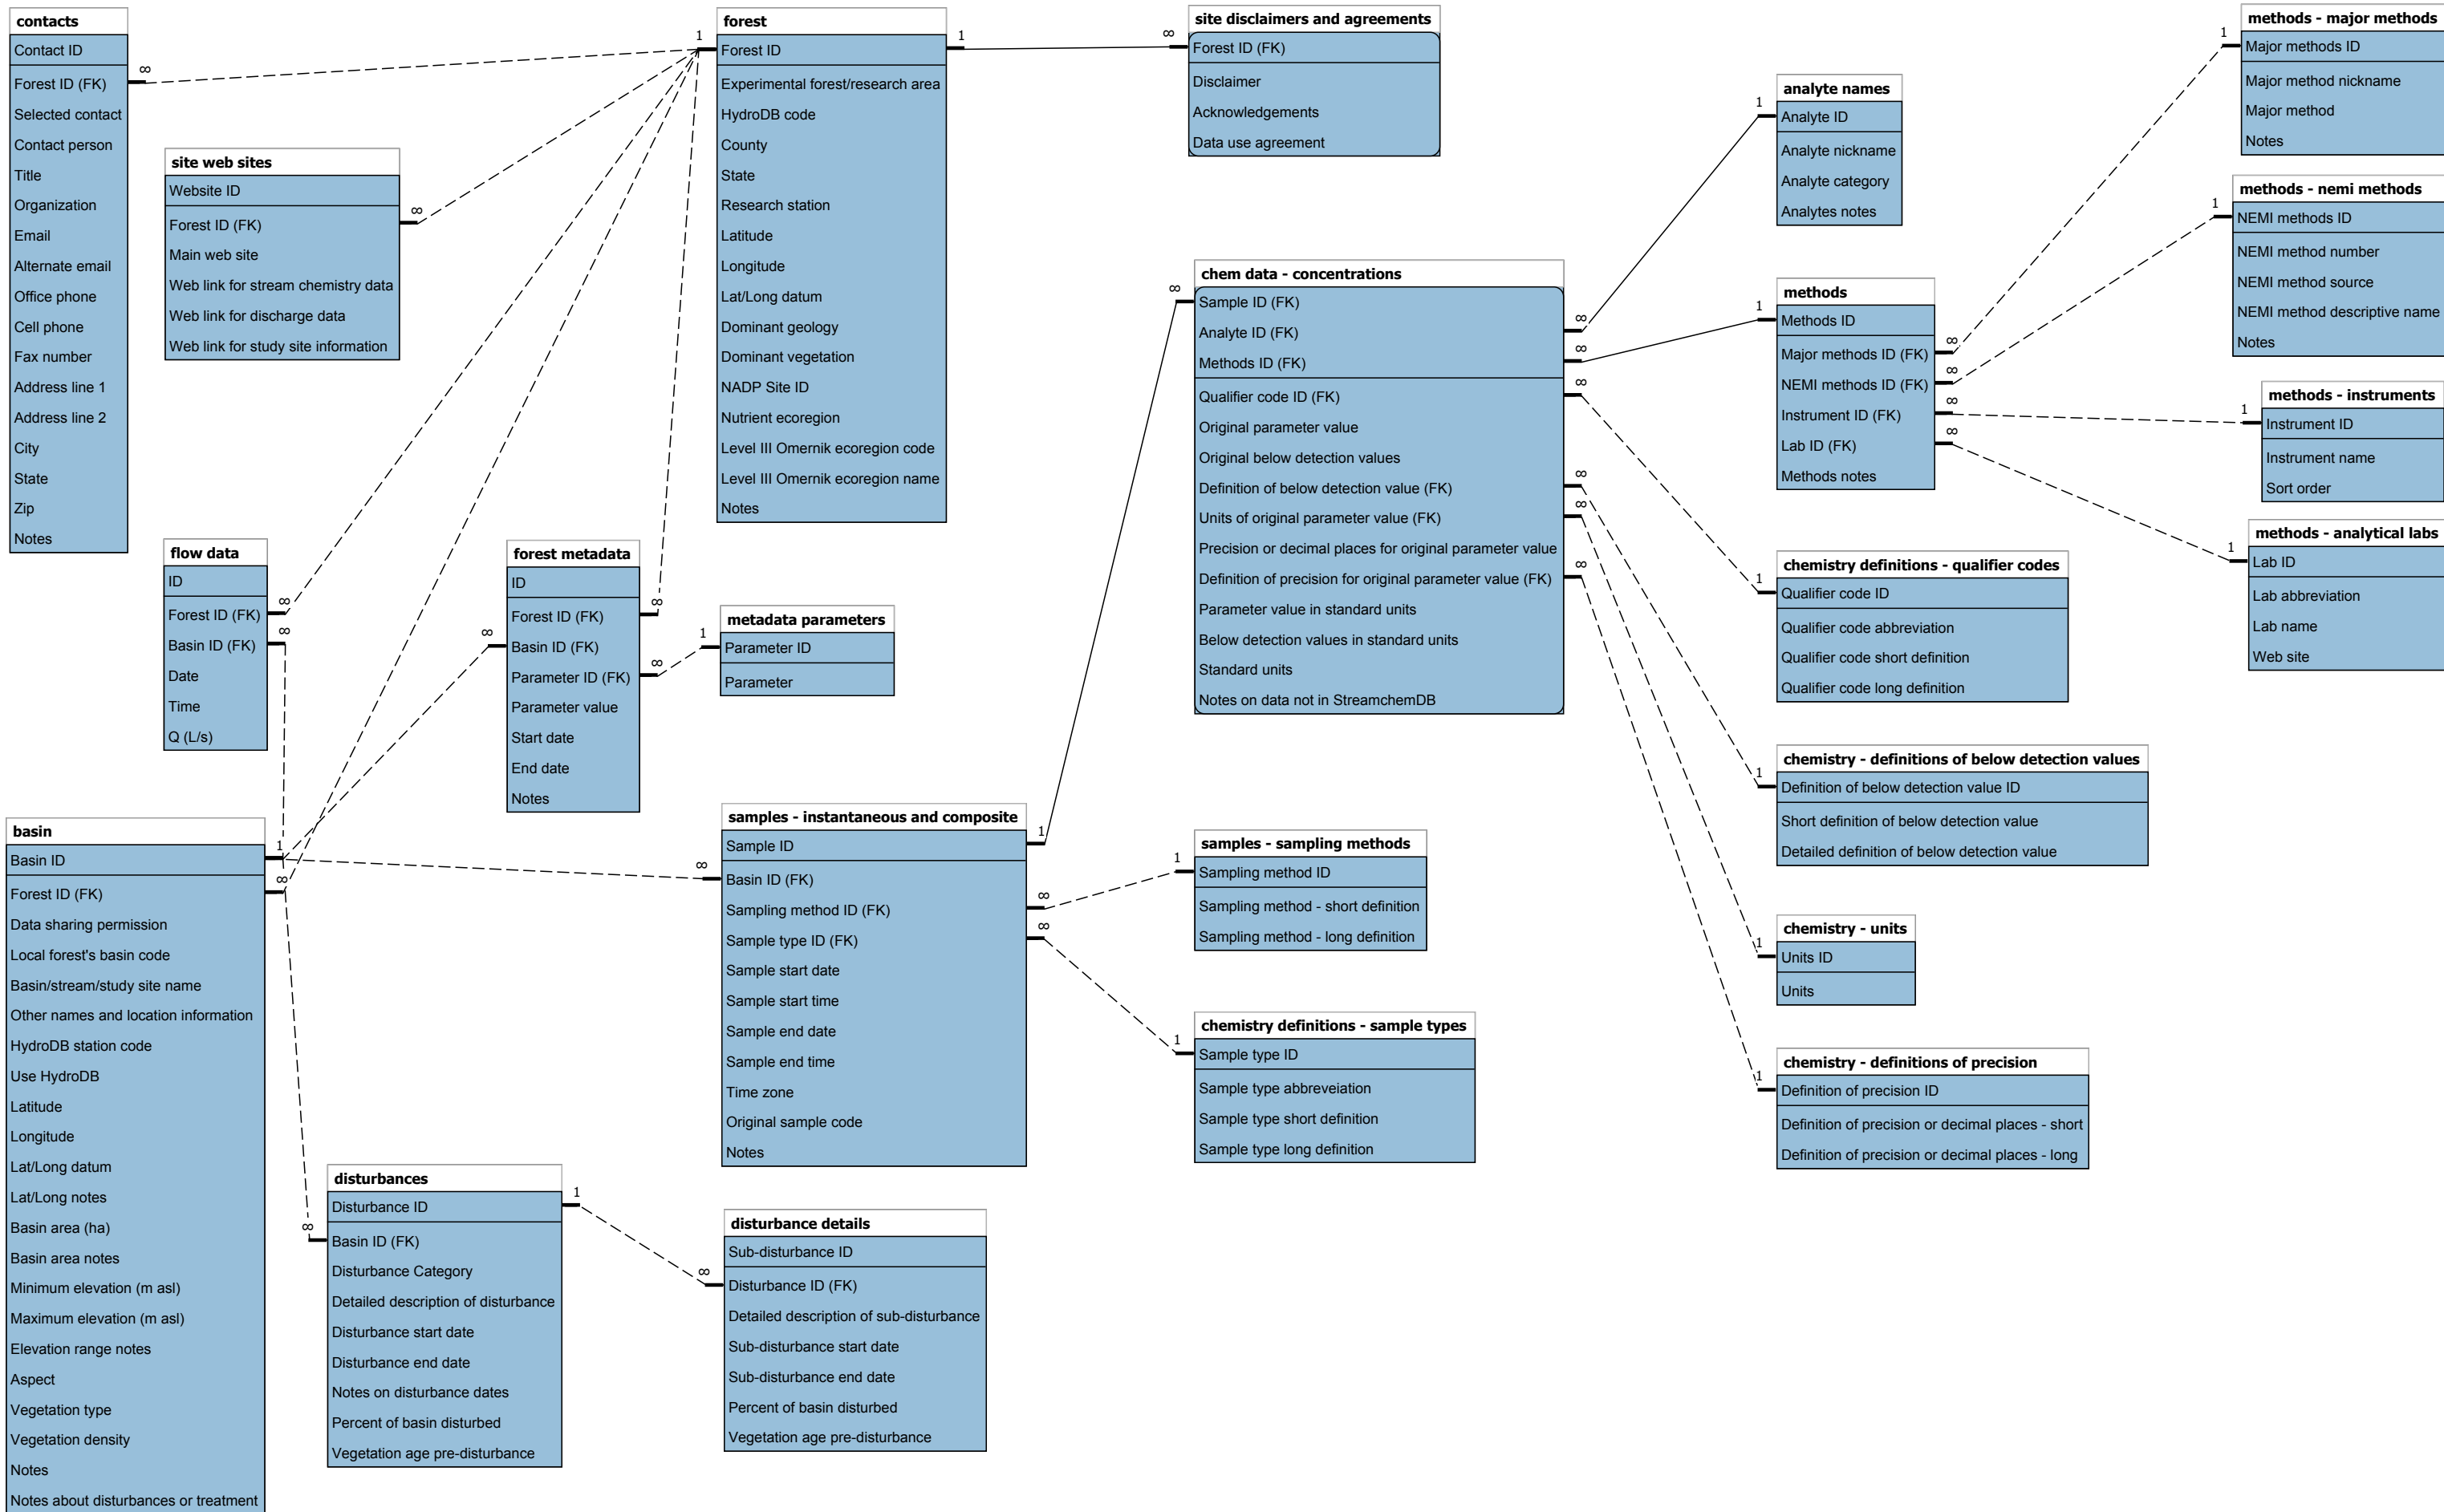 contacts
Contact ID
Forest ID (FK)
Selected contact
Contact person
Title
Organization
Email
Alternate email
Office phone
Cell phone
Fax number
Address line 1
Address line 2
City
State
Zip
Notes
∞
site web sites
Website ID
Forest ID (FK)
Main web site
Web link for stream chemistry data
Web link for discharge data
Web link for study site information
∞
forest
Forest ID
Experimental forest/research area
HydroDB code
County
State
Research station
Latitude
Longitude
Lat/Long datum
Dominant geology
Dominant vegetation
NADP Site ID
Nutrient ecoregion
Level III Omernik ecoregion code
Level III Omernik ecoregion name
Notes
1
1
site disclaimers and agreements
Forest ID (FK)
Disclaimer
Acknowledgements
Data use agreement
∞
flow data
ID
Forest ID (FK)
Basin ID (FK)
Date
Time
Q (L/s)
∞
∞
forest metadata
ID
Forest ID (FK)
Basin ID (FK)
Parameter ID (FK)
Parameter value
Start date
End date
Notes
∞
∞
∞
metadata parameters
Parameter ID
Parameter
1
basin
Basin ID
Forest ID (FK)
Data sharing permission
Local forest's basin code
Basin/stream/study site name
Other names and location information
HydroDB station code
Use HydroDB
Latitude
Longitude
Lat/Long datum
Lat/Long notes
Basin area (ha)
Basin area notes
Minimum elevation (m asl)
Maximum elevation (m asl)
Elevation range notes
Aspect
Vegetation type
Vegetation density
Notes
Notes about disturbances or treatment
1
∞
disturbances
Disturbance ID
Basin ID (FK)
Disturbance Category
Detailed description of disturbance
Disturbance start date
Disturbance end date
Notes on disturbance dates
Percent of basin disturbed
Vegetation age pre-disturbance
∞
1
disturbance details
Sub-disturbance ID
Disturbance ID (FK)
Detailed description of sub-disturbance
Sub-disturbance start date
Sub-disturbance end date
Percent of basin disturbed
Vegetation age pre-disturbance
∞
samples - instantaneous and composite
Sample ID
Basin ID (FK)
Sampling method ID (FK)
Sample type ID (FK)
Sample start date
Sample start time
Sample end date
Sample end time
Time zone
Original sample code
Notes
∞
1
∞
∞
samples - sampling methods
Sampling method ID
Sampling method - short definition
Sampling method - long definition
1
chemistry definitions - sample types
Sample type ID
Sample type abbreveiation
Sample type short definition
Sample type long definition
1
chem data - concentrations
Sample ID (FK)
Analyte ID (FK)
Methods ID (FK)
Qualifier code ID (FK)
Original parameter value
Original below detection values
Definition of below detection value (FK)
Units of original parameter value (FK)
Precision or decimal places for original parameter value
Definition of precision for original parameter value (FK)
Parameter value in standard units
Below detection values in standard units
Standard units
Notes on data not in StreamchemDB
∞
∞
∞
∞
∞
∞
∞
analyte names
Analyte ID
Analyte nickname
Analyte category
Analytes notes
1
methods
Methods ID
Major methods ID (FK)
NEMI methods ID (FK)
Instrument ID (FK)
Lab ID (FK)
Methods notes
1
∞
∞
∞
∞
chemistry definitions - qualifier codes
Qualifier code ID
Qualifier code abbreviation
Qualifier code short definition
Qualifier code long definition
1
chemistry - definitions of below detection values
Definition of below detection value ID
Short definition of below detection value
Detailed definition of below detection value
1
chemistry - units
Units ID
Units
1
chemistry - definitions of precision
Definition of precision ID
Definition of precision or decimal places - short
Definition of precision or decimal places - long
1
methods - major methods
Major methods ID
Major method nickname
Major method
Notes
1
methods - nemi methods
NEMI methods ID
NEMI method number
NEMI method source
NEMI method descriptive name
Notes
1
methods - instruments
Instrument ID
Instrument name
Sort order
1
methods - analytical labs
Lab ID
Lab abbreviation
Lab name
Web site
1